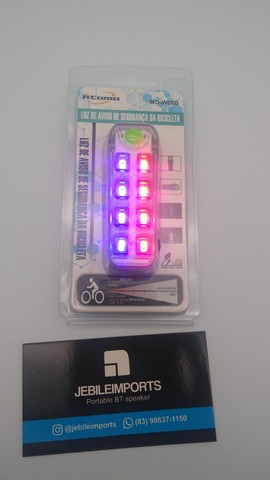 Atomo
MD-W08B
LUZ DE AVISO DE SEGURANÇA DA BICICLETA
LUZ DE AVISO DE SEGURANÇA DA BICICLETA
JEBILEIMPORTS
Portable BT speaker
@jebileimports (83) 98637-1150